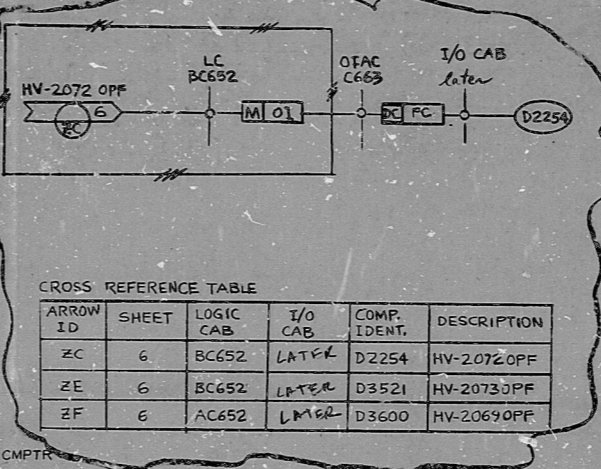 LC
BC652
OFAC
C663
I/O CAB
later
HV-2072 OPF
6
ZC
M 01
DC FC
D2254
CROSS REFERENCE TABLE
ARROW ID SHEET LOGIC CAB I/O CAB COMP. IDENT. DESCRIPTION
ZC 6 BC652 LATER D2254 HV-2072OPF
ZE 6 BC652 LATER D3521 HV-2073OPF
ZF 6 AC652 LATER D3600 HV-2069OPF
CMPTR